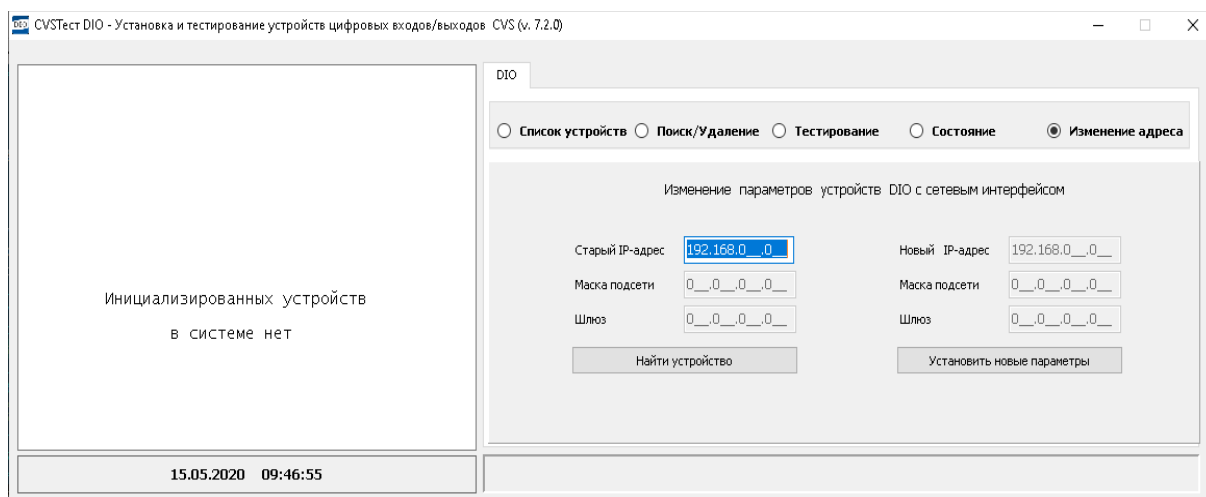 CVSТест DIO - Установка и тестирование устройств цифровых входов/выходов CVS (v. 7.2.0)
Инициализированных устройств
в системе нет
15.05.2020 09:46:55
DIO
Список устройств Поиск/Удаление Тестирование Состояние Изменение адреса
Изменение параметров устройств DIO с сетевым интерфейсом
Старый IP-адрес 192.168.0__.0__ Новый IP-адрес 192.168.0__.0__
Маска подсети 0__.0__.0__.0__ Маска подсети 0__.0__.0__.0__
Шлюз 0__.0__.0__.0__ Шлюз 0__.0__.0__.0__
Найти устройство Установить новые параметры